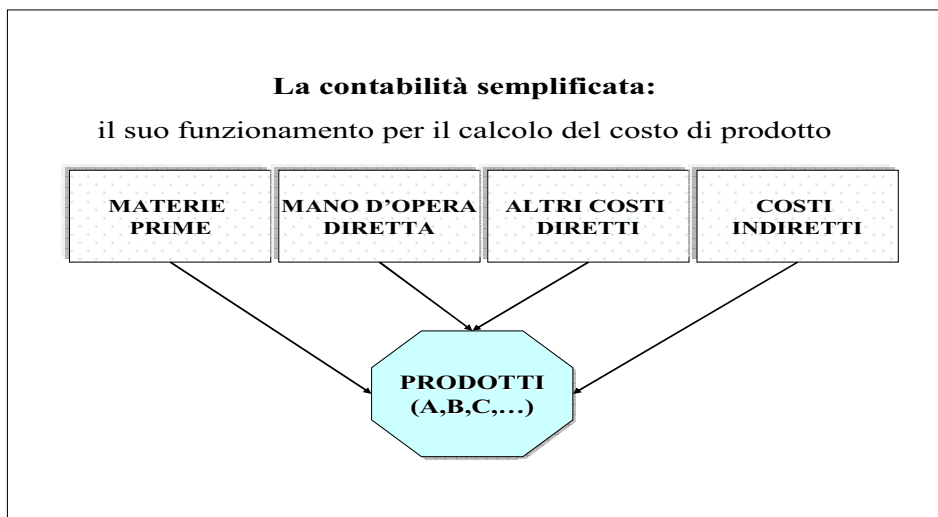 La contabilità semplificata:
il suo funzionamento per il calcolo del costo di prodotto
MATERIE
PRIME
MANO D’OPERA
DIRETTA
ALTRI COSTI
DIRETTI
COSTI
INDIRETTI
PRODOTTI
(A,B,C,…)